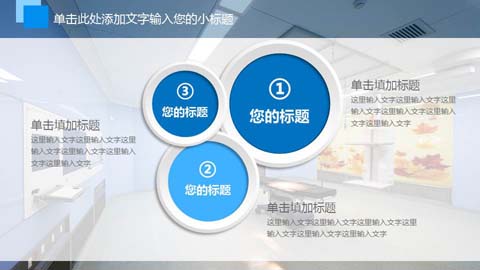 单击此处添加文字输入您的小标题
③
您的标题
①
您的标题
②
您的标题
单击填加标题
这里输入文字这里输入文字这里
输入文字这里输入文字这里输入
文字这里输入文字
单击填加标题
这里输入文字这里输入文字这里
输入文字这里输入文字这里输入
文字这里输入文字
单击填加标题
这里输入文字这里输入文字这里输入文字这里
输入文字这里输入文字这里输入文字